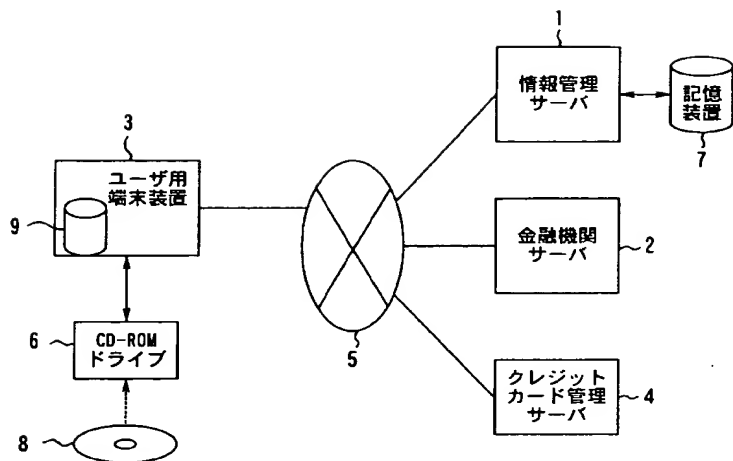 1
情報管理
サーバ
記憶
装置
7
3
ユーザ用
端末装置
9
金融機関
サーバ
2
6
CD-ROM
ドライブ
5
クレジット
カード管理
サーバ
4
8